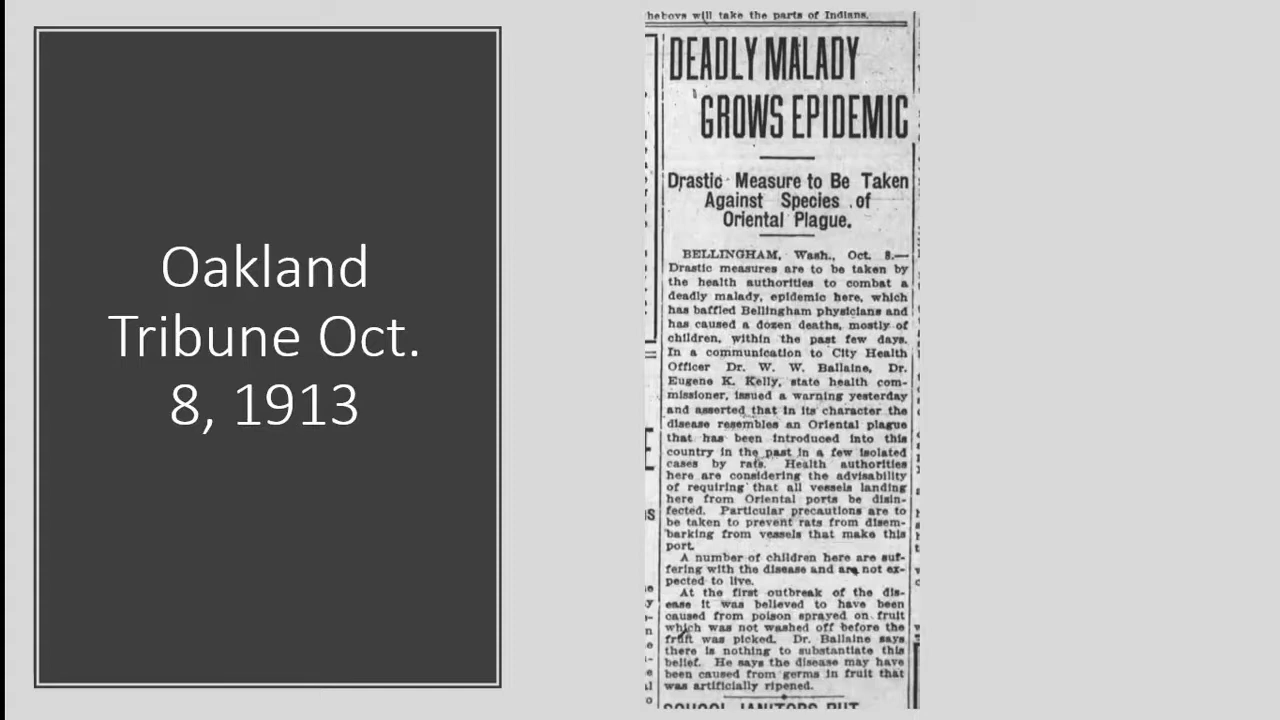 Oakland
Tribune Oct.
8, 1913
heboys will take the parts of Indians.
DEADLY MALADY
GROWS EPIDEMIC
Drastic Measure to Be Taken
Against Species of
Oriental Plague.
BELLINGHAM, Wash., Oct. 8.—
Drastic measures are to be taken by
the health authorities to combat a
deadly malady, epidemic here, which
has baffled Bellingham physicians and
has caused a dozen deaths, mostly of
children, within the past few days.
In a communication to City Health
Officer Dr. W. W. Ballaine, Dr.
Eugene K. Kelly, state health com-
missioner, issued a warning yesterday
and asserted that in its character the
disease resembles an Oriental plague
that has been introduced into this
country in the past in a few isolated
cases by rats. Health authorities
here are considering the advisability
of requiring that all vessels landing
here from Oriental ports be disin-
fected. Particular precautions are to
be taken to prevent rats from disem-
barking from vessels that make this
port.
A number of children here are suf-
fering with the disease and are not ex-
pected to live.
At the first outbreak of the dis-
ease it was believed to have been
caused from poison sprayed on fruit
which was not washed off before the
fruit was picked. Dr. Ballaine says
there is nothing to substantiate this
belief. He says the disease may have
been caused from germs in fruit that
was artificially ripened.
SCHOOL JANITORS PUT